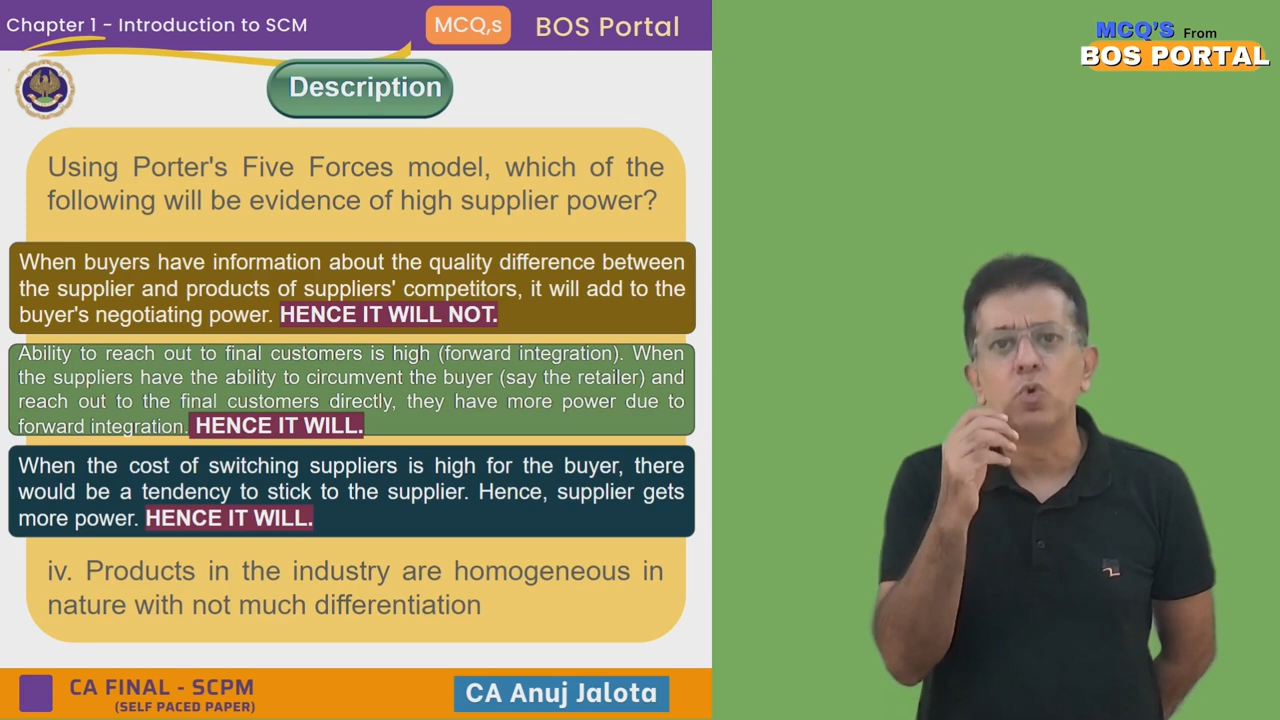 Chapter 1 - Introduction to SCM
MCQ,s
BOS Portal
MCQ'S From
BOS PORTAL
Description
Using Porter's Five Forces model, which of the
following will be evidence of high supplier power?
When buyers have information about the quality difference between
the supplier and products of suppliers' competitors, it will add to the
buyer's negotiating power. HENCE IT WILL NOT.
Ability to reach out to final customers is high (forward integration). When
the suppliers have the ability to circumvent the buyer (say the retailer) and
reach out to the final customers directly, they have more power due to
forward integration. HENCE IT WILL.
When the cost of switching suppliers is high for the buyer, there
would be a tendency to stick to the supplier. Hence, supplier gets
more power. HENCE IT WILL.
iv. Products in the industry are homogeneous in
nature with not much differentiation
CA FINAL - SCPM
(SELF PACED PAPER)
CA Anuj Jalota